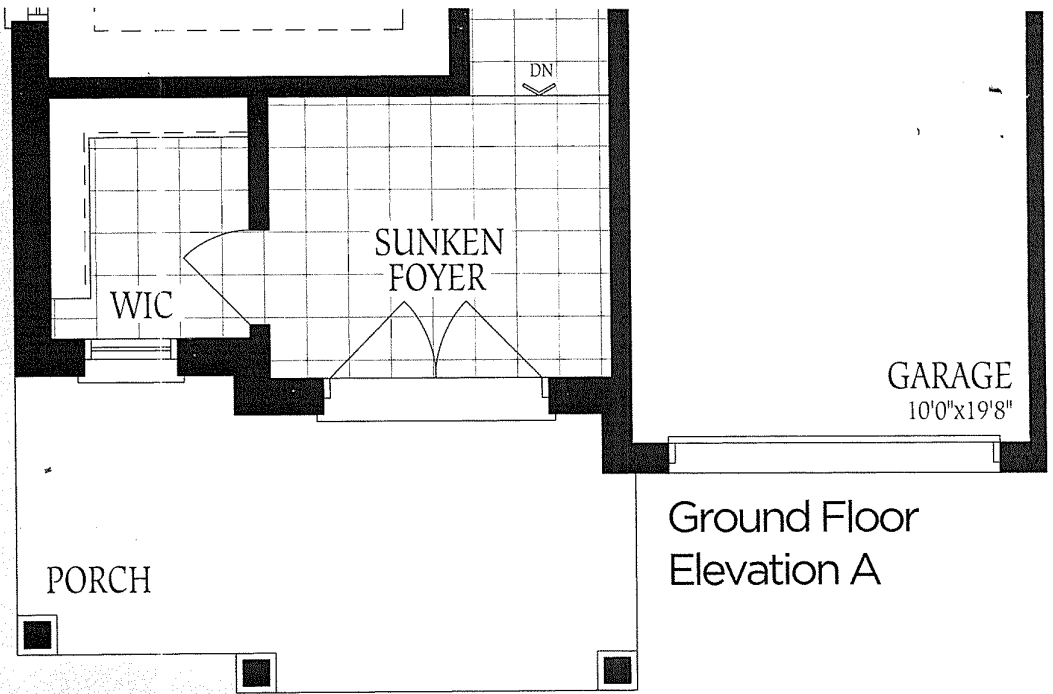 DN
SUNKEN
FOYER
WIC
GARAGE
10'0"x19'8"
Ground Floor
Elevation A
PORCH